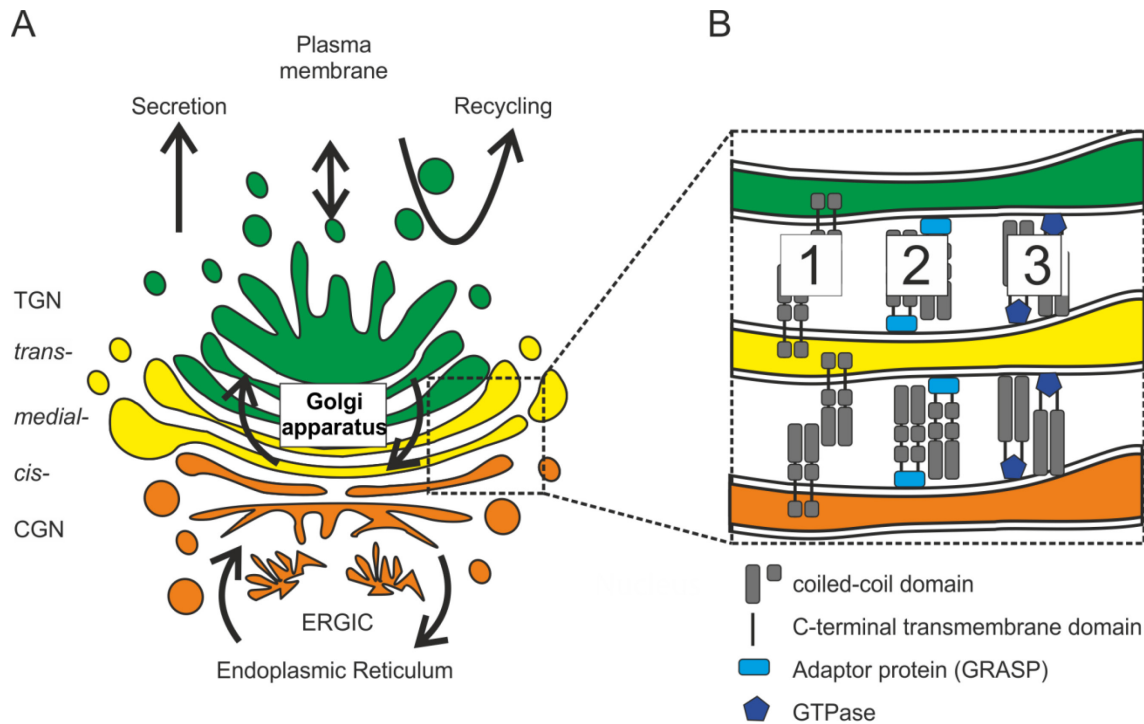 A
Plasma
membrane
Secretion
Recycling
TGN
trans-
medial-
cis-
CGN
Golgi
apparatus
ERGIC
Endoplasmic Reticulum
B
1
2
3
coiled-coil domain
C-terminal transmembrane domain
Adaptor protein (GRASP)
GTPase